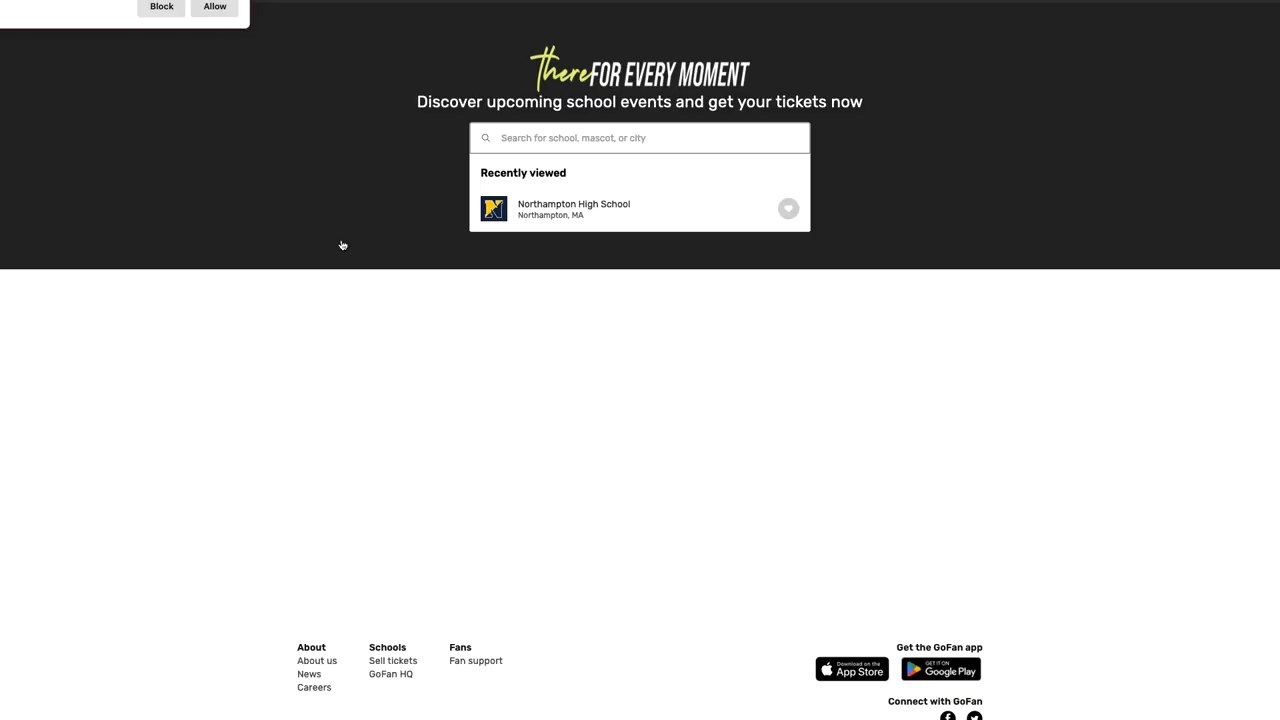 Block
Allow
there FOR EVERY MOMENT
Discover upcoming school events and get your tickets now
Search for school, mascot, or city
Recently viewed
N
Northampton High School
Northampton, MA
About
About us
News
Careers
Schools
Sell tickets
GoFan HQ
Fans
Fan support
Get the GoFan app
Download on the
App Store
GET IT ON
Google Play
Connect with GoFan